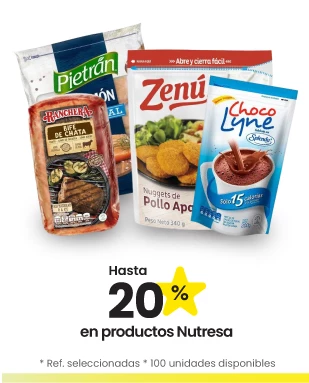 Pietrán
Abre y cierra fácil
Zenú
RANCHERA
BIFE
DE CHATA
Choco
Lyne
Splenda
Solo 15 calorías
Nuggets de
Pollo Apa
Peso Neto 240 g
Hasta
20%
en productos Nutresa
* Ref. seleccionadas * 100 unidades disponibles